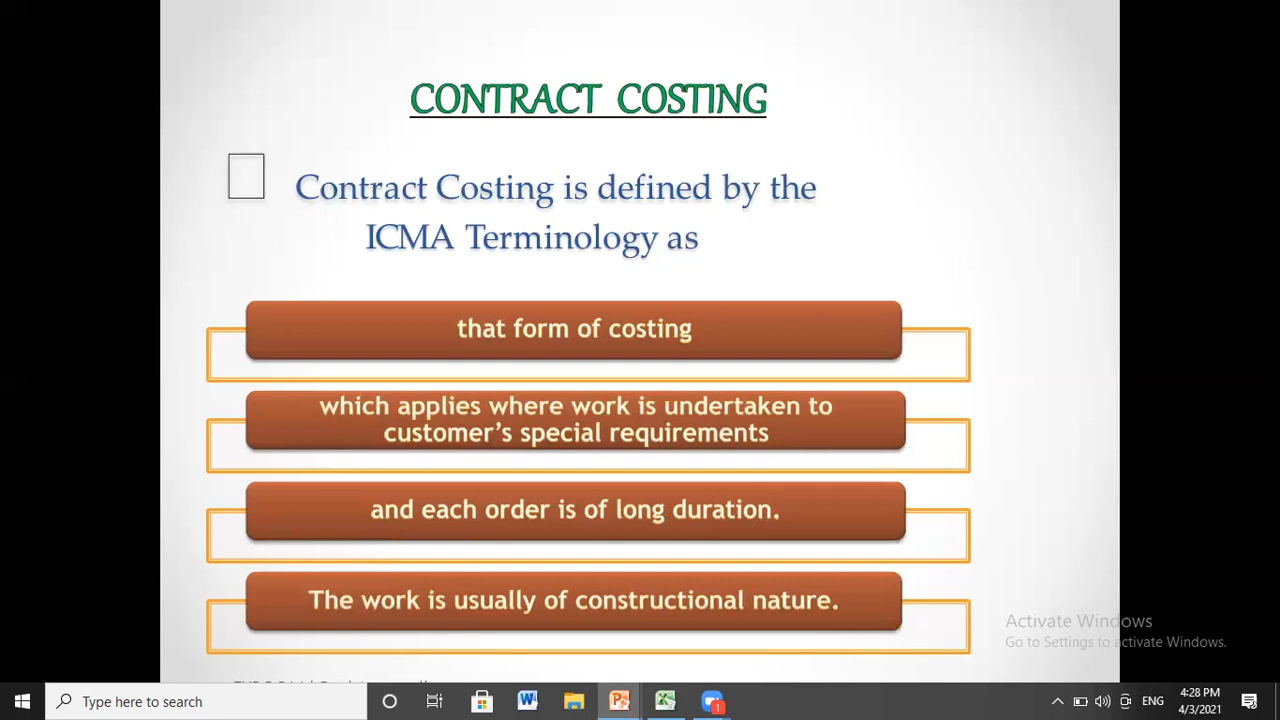 CONTRACT COSTING
Contract Costing is defined by the
ICMA Terminology as
that form of costing
which applies where work is undertaken to
customer’s special requirements
and each order is of long duration.
The work is usually of constructional nature.
Activate Windows
Go to Settings to activate Windows.
Type here to search
1
ENG
4:28 PM
4/3/2021